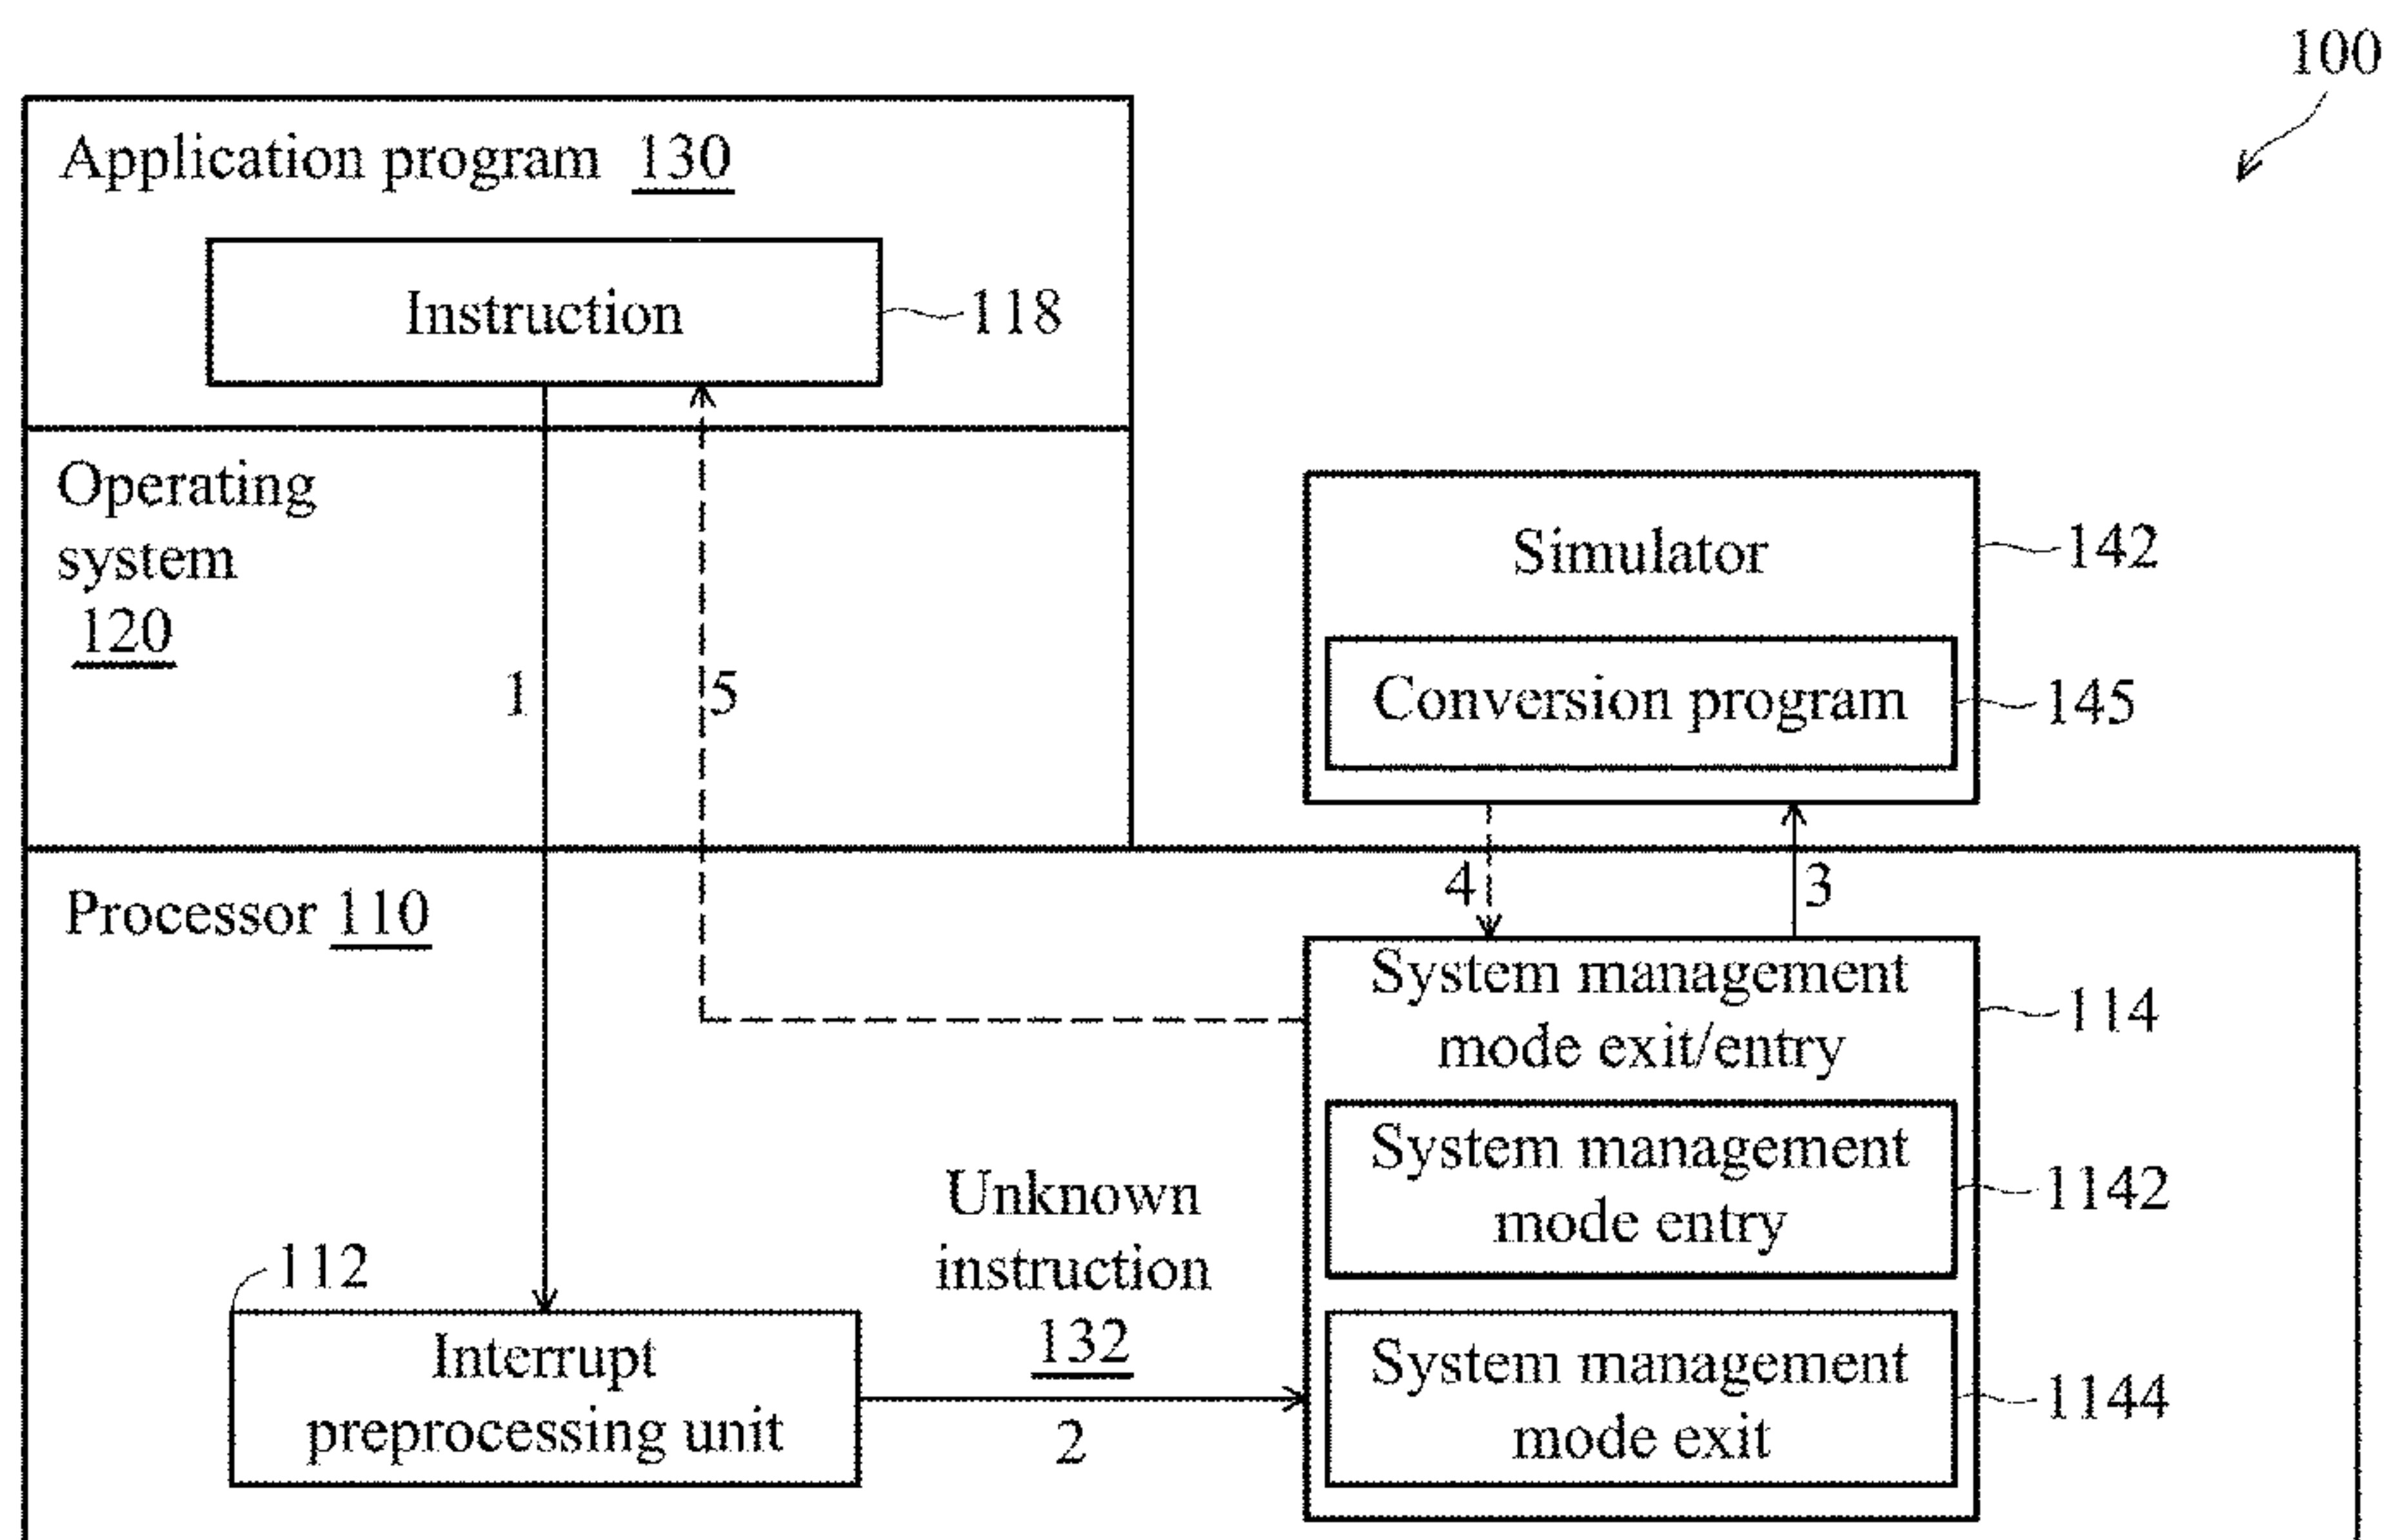 100
Application program 130
Instruction
118
Operating
system
120
1
5
Simulator
142
Conversion program
145
4
3
Processor 110
System management
mode exit/entry
114
System management
mode entry
1142
Unknown
instruction
132
2
112
Interrupt
preprocessing unit
System management
mode exit
1144